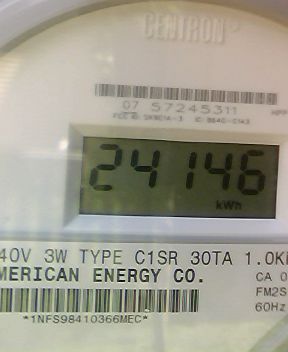 CENTRON
07 57245311
24146
kWh
40V 3W TYPE C1SR 30TA 1.0K
MERICAN ENERGY CO.
CA 0
FM2S
60Hz
*1NFS98410366MEC*